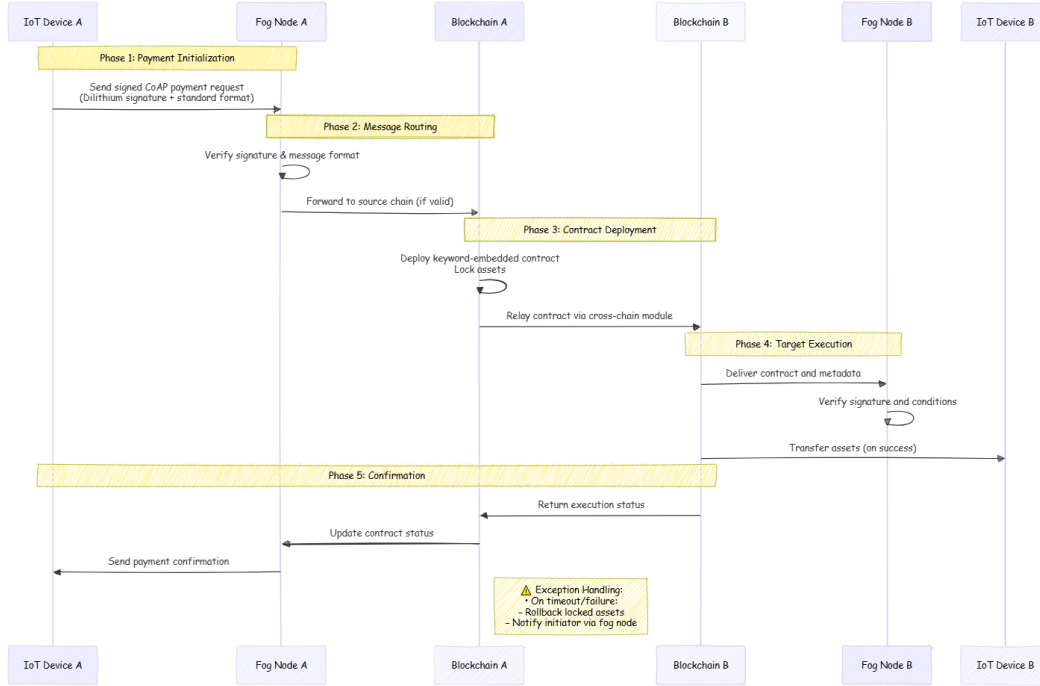 IoT Device A
Fog Node A
Blockchain A
Blockchain B
Fog Node B
IoT Device B
Phase 1: Payment Initialization
Send signed CoAP payment request
(Dilithium signature + standard format)
Phase 2: Message Routing
Verify signature & message format
Forward to source chain (if valid)
Phase 3: Contract Deployment
Deploy keyword-embedded contract
Lock assets
Relay contract via cross-chain module
Phase 4: Target Execution
Deliver contract and metadata
Verify signature and conditions
Transfer assets (on success)
Phase 5: Confirmation
Return execution status
Update contract status
Send payment confirmation
⚠ Exception Handling:
• On timeout/failure:
– Rollback locked assets
– Notify initiator via fog node
IoT Device A
Fog Node A
Blockchain A
Blockchain B
Fog Node B
IoT Device B